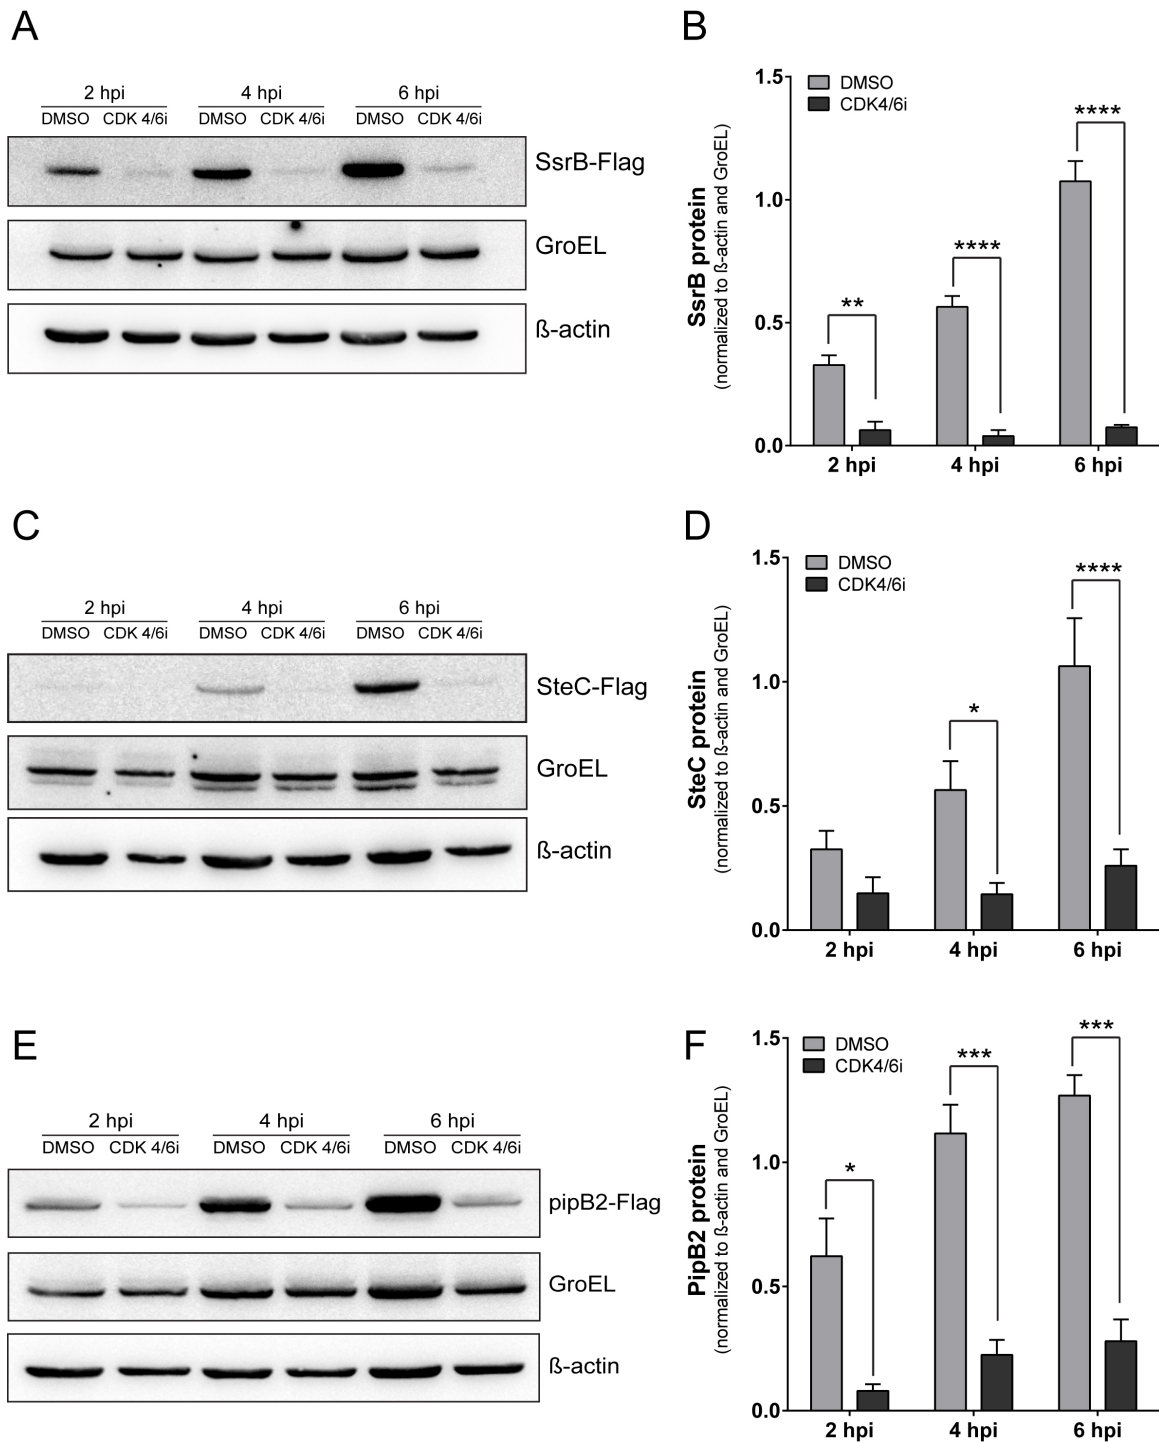 A
2 hpi 4 hpi 6 hpi
DMSO CDK 4/6i DMSO CDK 4/6i DMSO CDK 4/6i
SsrB-Flag
GroEL
ß-actin
B
DMSO
CDK4/6i
SsrB protein
(normalized to ß-actin and GroEL)
1.5
1.0
0.5
0.0
**
****
****
2 hpi 4 hpi 6 hpi
C
2 hpi 4 hpi 6 hpi
DMSO CDK 4/6i DMSO CDK 4/6i DMSO CDK 4/6i
SteC-Flag
GroEL
ß-actin
D
DMSO
CDK4/6i
SteC protein
(normalized to ß-actin and GroEL)
1.5
1.0
0.5
0.0
*
****
2 hpi 4 hpi 6 hpi
E
2 hpi 4 hpi 6 hpi
DMSO CDK 4/6i DMSO CDK 4/6i DMSO CDK 4/6i
pipB2-Flag
GroEL
ß-actin
F
DMSO
CDK4/6i
PipB2 protein
(normalized to ß-actin and GroEL)
1.5
1.0
0.5
0.0
*
***
***
2 hpi 4 hpi 6 hpi